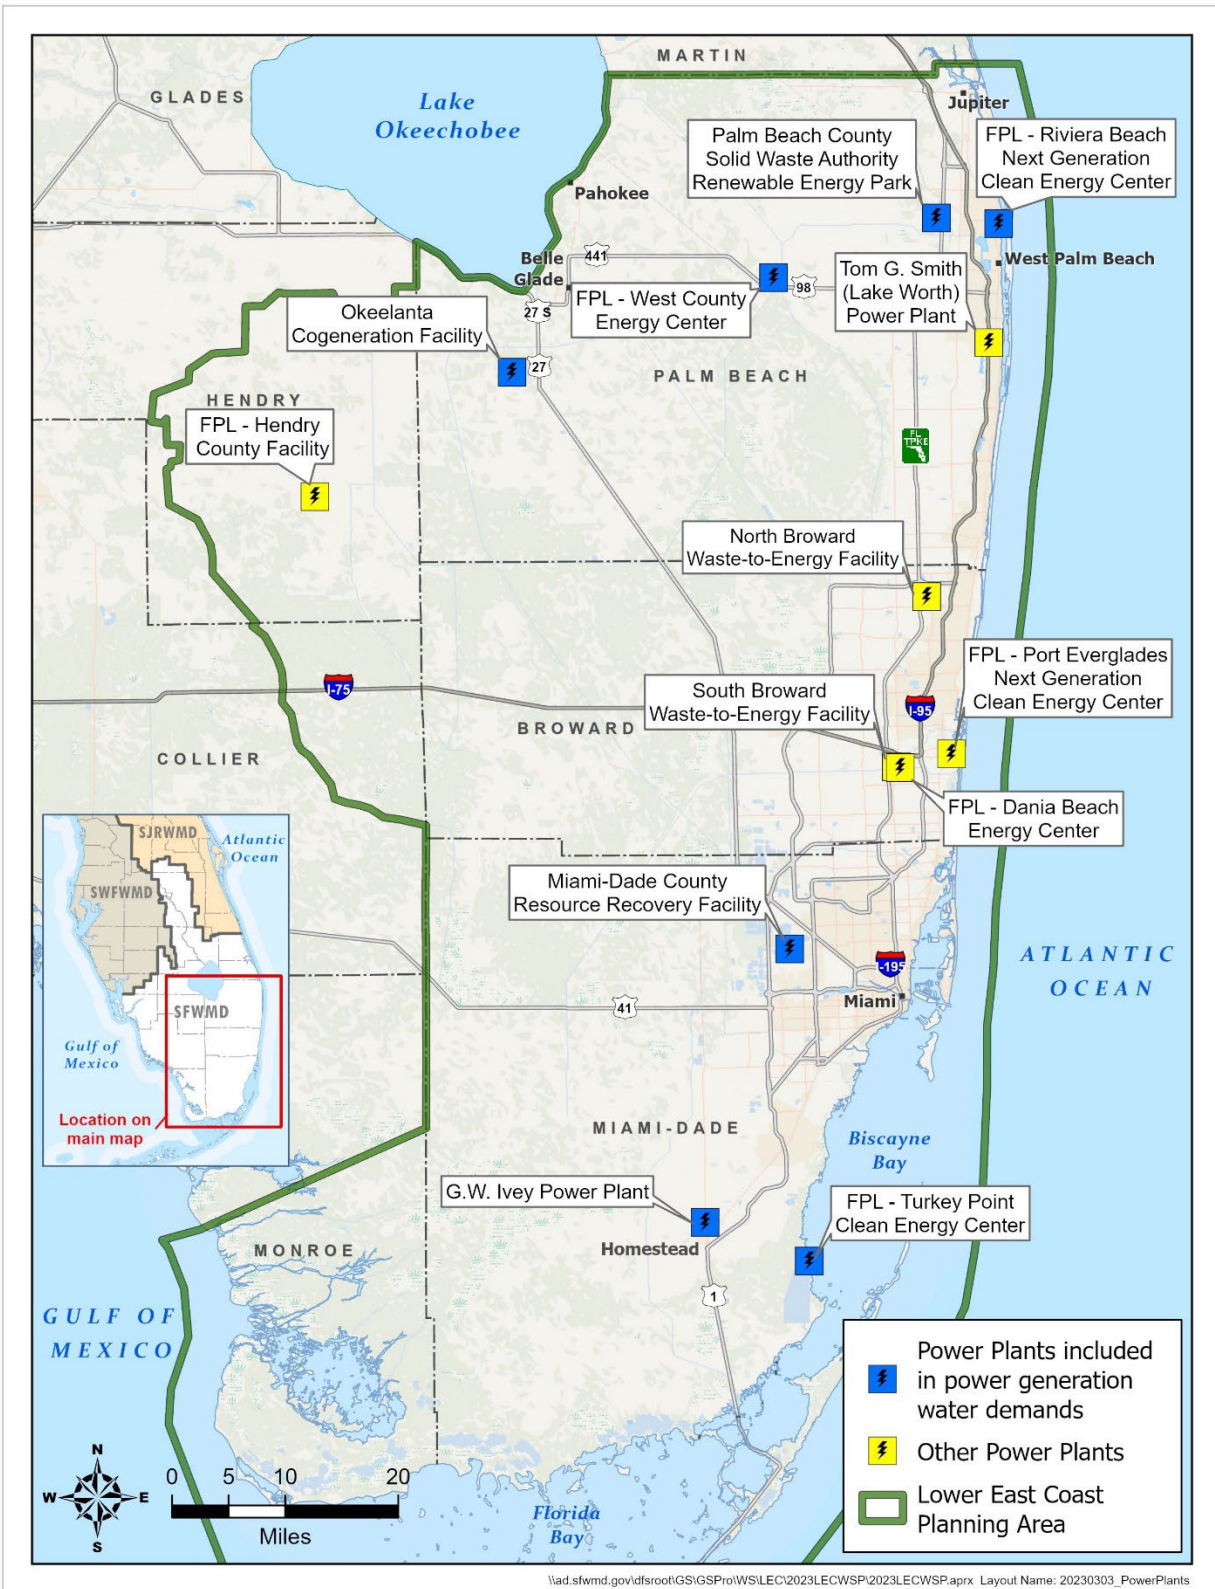 MARTIN
GLADES
Lake
Okeechobee
Jupiter
Palm Beach County
Solid Waste Authority
Renewable Energy Park
FPL - Riviera Beach
Next Generation
Clean Energy Center
Pahokee
Belle
Glade
441
98
West Palm Beach
Tom G. Smith
(Lake Worth)
Power Plant
FPL - West County
Energy Center
27 S
27
Okeelanta
Cogeneration Facility
PALM BEACH
HENDRY
FPL - Hendry
County Facility
FL
TPKE
North Broward
Waste-to-Energy Facility
FPL - Port Everglades
Next Generation
Clean Energy Center
South Broward
Waste-to-Energy Facility
I-75
I-95
BROWARD
COLLIER
FPL - Dania Beach
Energy Center
SJRWMD
Atlantic
Ocean
SWFWMD
SFWMD
Gulf of
Mexico
Location on
main map
Miami-Dade County
Resource Recovery Facility
I-195
Miami
41
ATLANTIC
OCEAN
MIAMI-DADE
Biscayne
Bay
G.W. Ivey Power Plant
FPL - Turkey Point
Clean Energy Center
Homestead
1
MONROE
GULF OF
MEXICO
Florida
Bay
N
W E
S
0 5 10 20
Miles
Power Plants included
in power generation
water demands
Other Power Plants
Lower East Coast
Planning Area
\\ad.sfwmd.gov\dfsroot\GS\GSPro\WS\LEC\2023LECWSP\2023LECWSP.aprx Layout Name: 20230303_PowerPlants